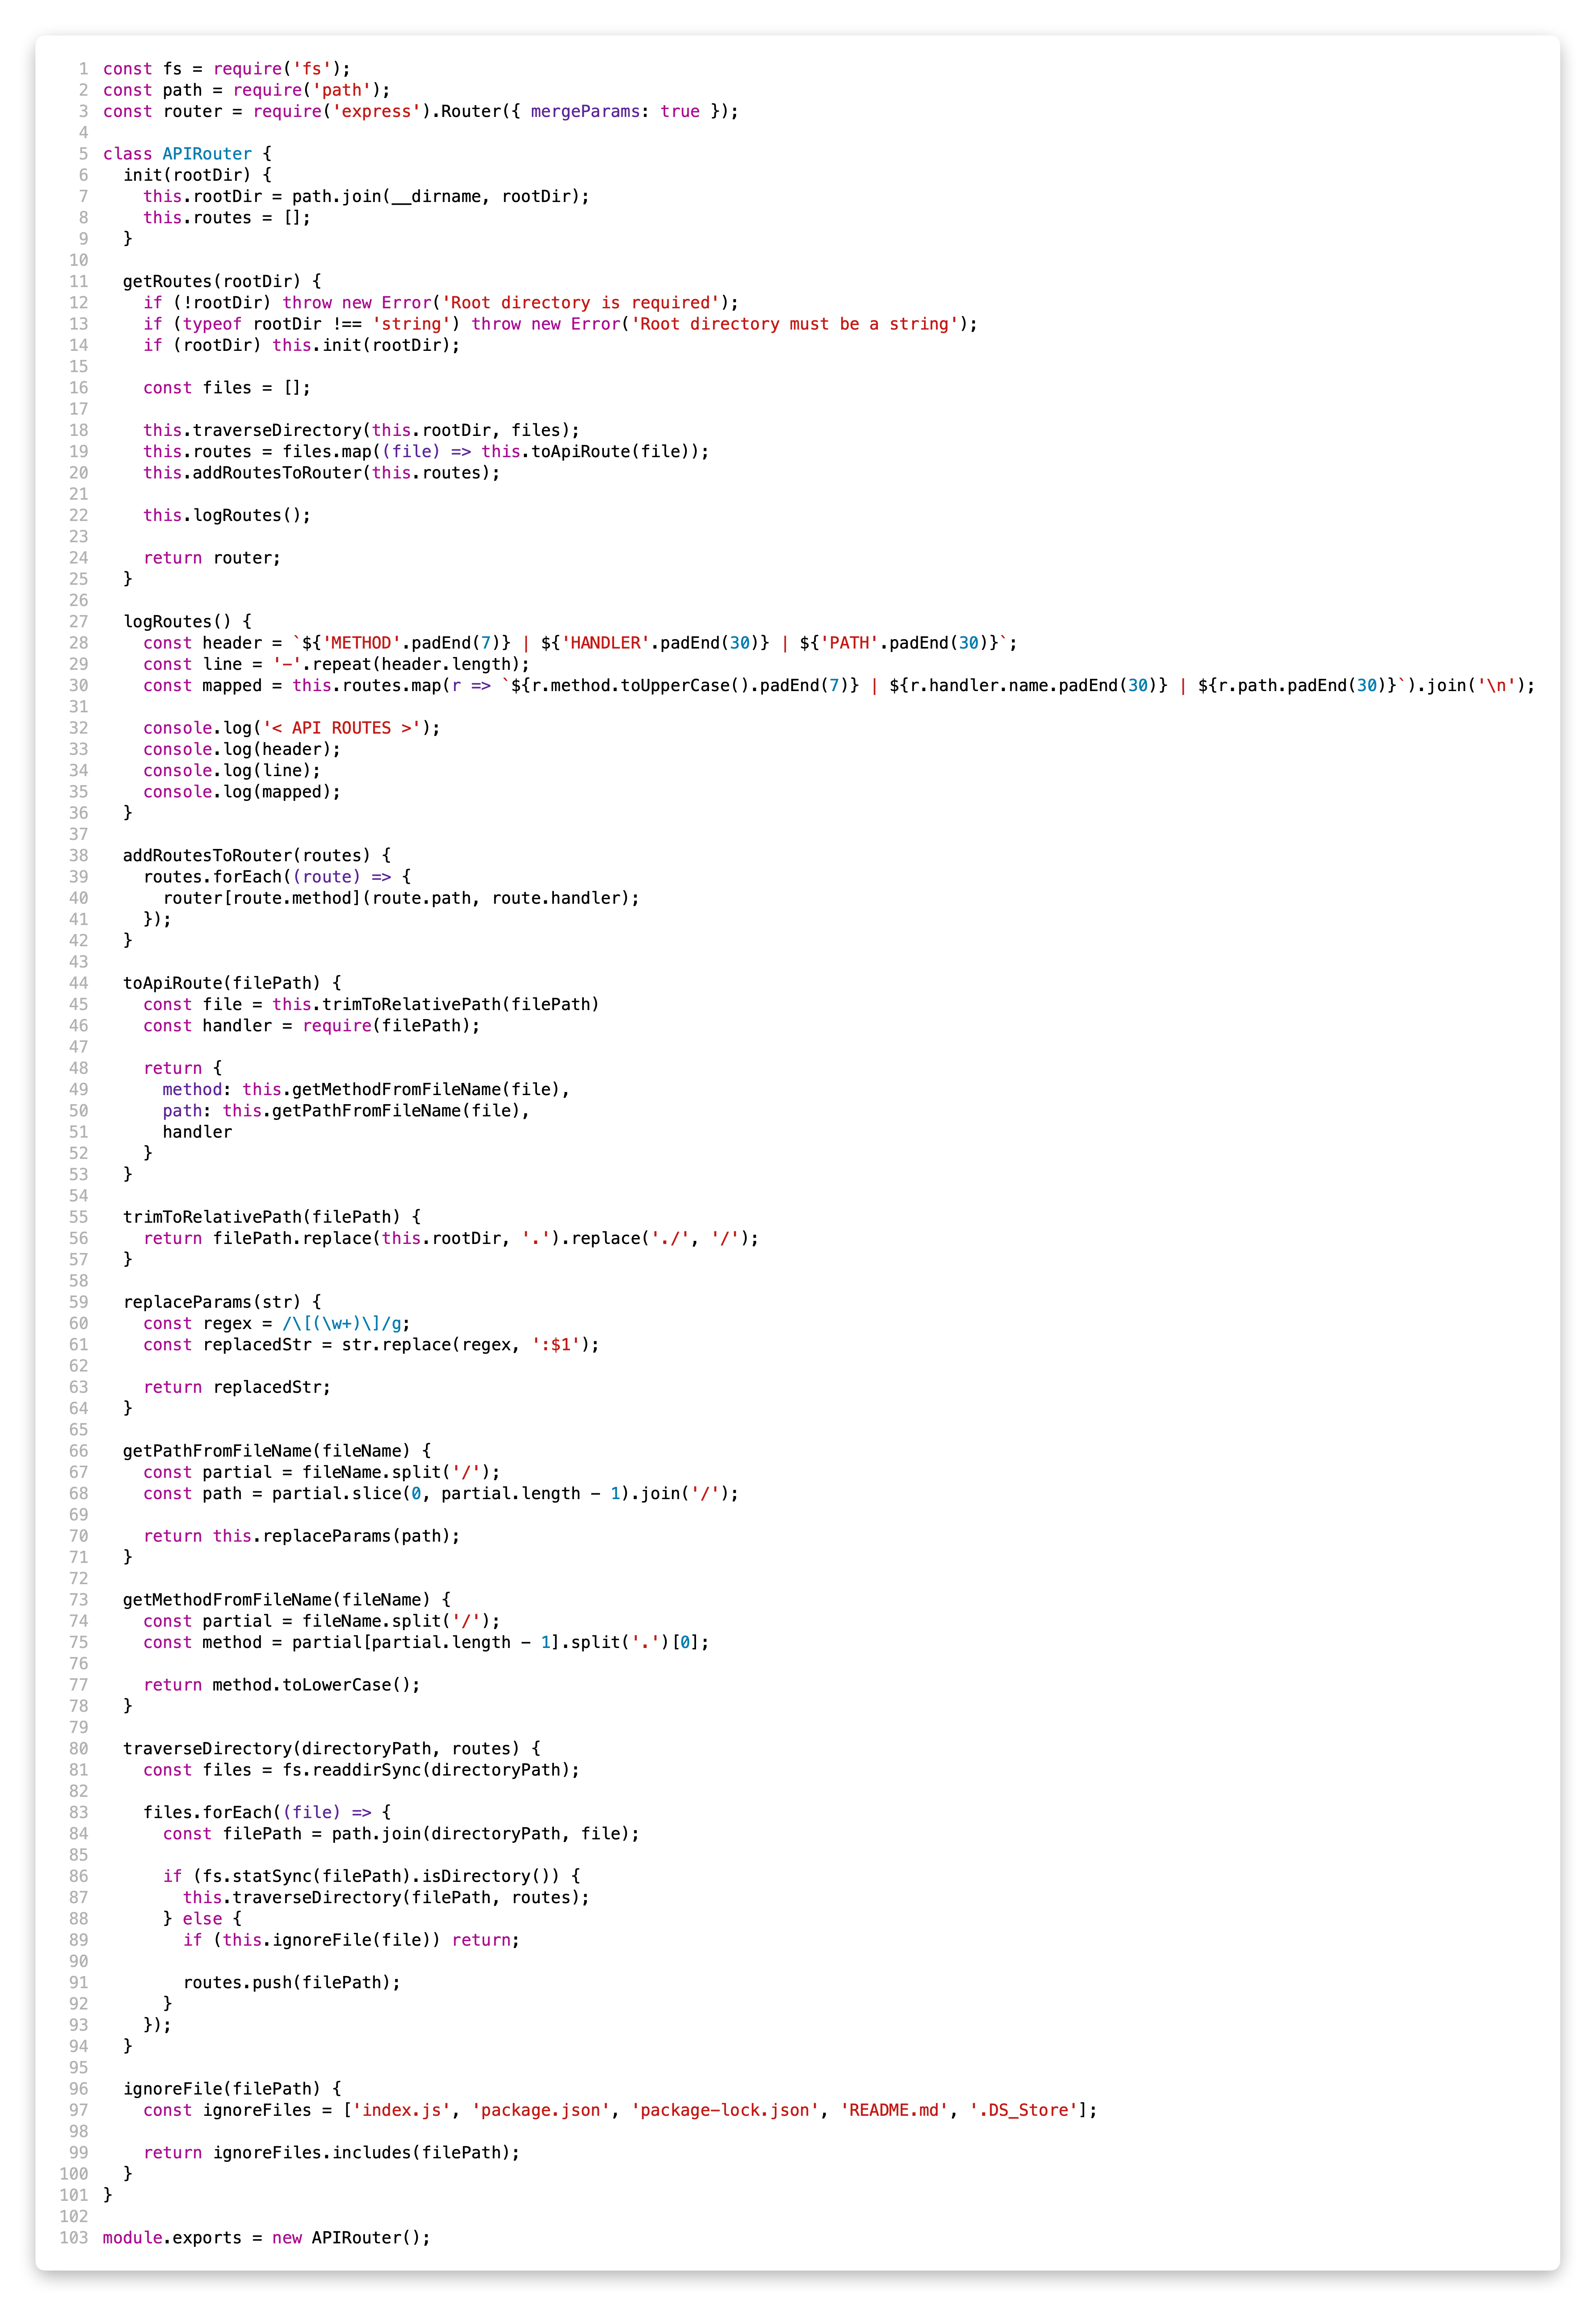 1 const fs = require('fs');
2 const path = require('path');
3 const router = require('express').Router({ mergeParams: true });
4
5 class APIRouter {
6   init(rootDir) {
7     this.rootDir = path.join(__dirname, rootDir);
8     this.routes = [];
9   }
10
11   getRoutes(rootDir) {
12     if (!rootDir) throw new Error('Root directory is required');
13     if (typeof rootDir !== 'string') throw new Error('Root directory must be a string');
14     if (rootDir) this.init(rootDir);
15
16     const files = [];
17
18     this.traverseDirectory(this.rootDir, files);
19     this.routes = files.map((file) => this.toApiRoute(file));
20     this.addRoutesToRouter(this.routes);
21
22     this.logRoutes();
23
24     return router;
25   }
26
27   logRoutes() {
28     const header = `${'METHOD'.padEnd(7)} | ${'HANDLER'.padEnd(30)} | ${'PATH'.padEnd(30)}`;
29     const line = '-'.repeat(header.length);
30     const mapped = this.routes.map(r => `${r.method.toUpperCase().padEnd(7)} | ${r.handler.name.padEnd(30)} | ${r.path.padEnd(30)}`).join('\n');
31
32     console.log('< API ROUTES >');
33     console.log(header);
34     console.log(line);
35     console.log(mapped);
36   }
37
38   addRoutesToRouter(routes) {
39     routes.forEach((route) => {
40       router[route.method](route.path, route.handler);
41     });
42   }
43
44   toApiRoute(filePath) {
45     const file = this.trimToRelativePath(filePath)
46     const handler = require(filePath);
47
48     return {
49       method: this.getMethodFromFileName(file),
50       path: this.getPathFromFileName(file),
51       handler
52     }
53   }
54
55   trimToRelativePath(filePath) {
56     return filePath.replace(this.rootDir, '.').replace('./', '/');
57   }
58
59   replaceParams(str) {
60     const regex = /\[(\w+)\]/g;
61     const replacedStr = str.replace(regex, ':$1');
62
63     return replacedStr;
64   }
65
66   getPathFromFileName(fileName) {
67     const partial = fileName.split('/');
68     const path = partial.slice(0, partial.length - 1).join('/');
69
70     return this.replaceParams(path);
71   }
72
73   getMethodFromFileName(fileName) {
74     const partial = fileName.split('/');
75     const method = partial[partial.length - 1].split('.')[0];
76
77     return method.toLowerCase();
78   }
79
80   traverseDirectory(directoryPath, routes) {
81     const files = fs.readdirSync(directoryPath);
82
83     files.forEach((file) => {
84       const filePath = path.join(directoryPath, file);
85
86       if (fs.statSync(filePath).isDirectory()) {
87         this.traverseDirectory(filePath, routes);
88       } else {
89         if (this.ignoreFile(file)) return;
90
91         routes.push(filePath);
92       }
93     });
94   }
95
96   ignoreFile(filePath) {
97     const ignoreFiles = ['index.js', 'package.json', 'package-lock.json', 'README.md', '.DS_Store'];
98
99     return ignoreFiles.includes(filePath);
100   }
101 }
102
103 module.exports = new APIRouter();